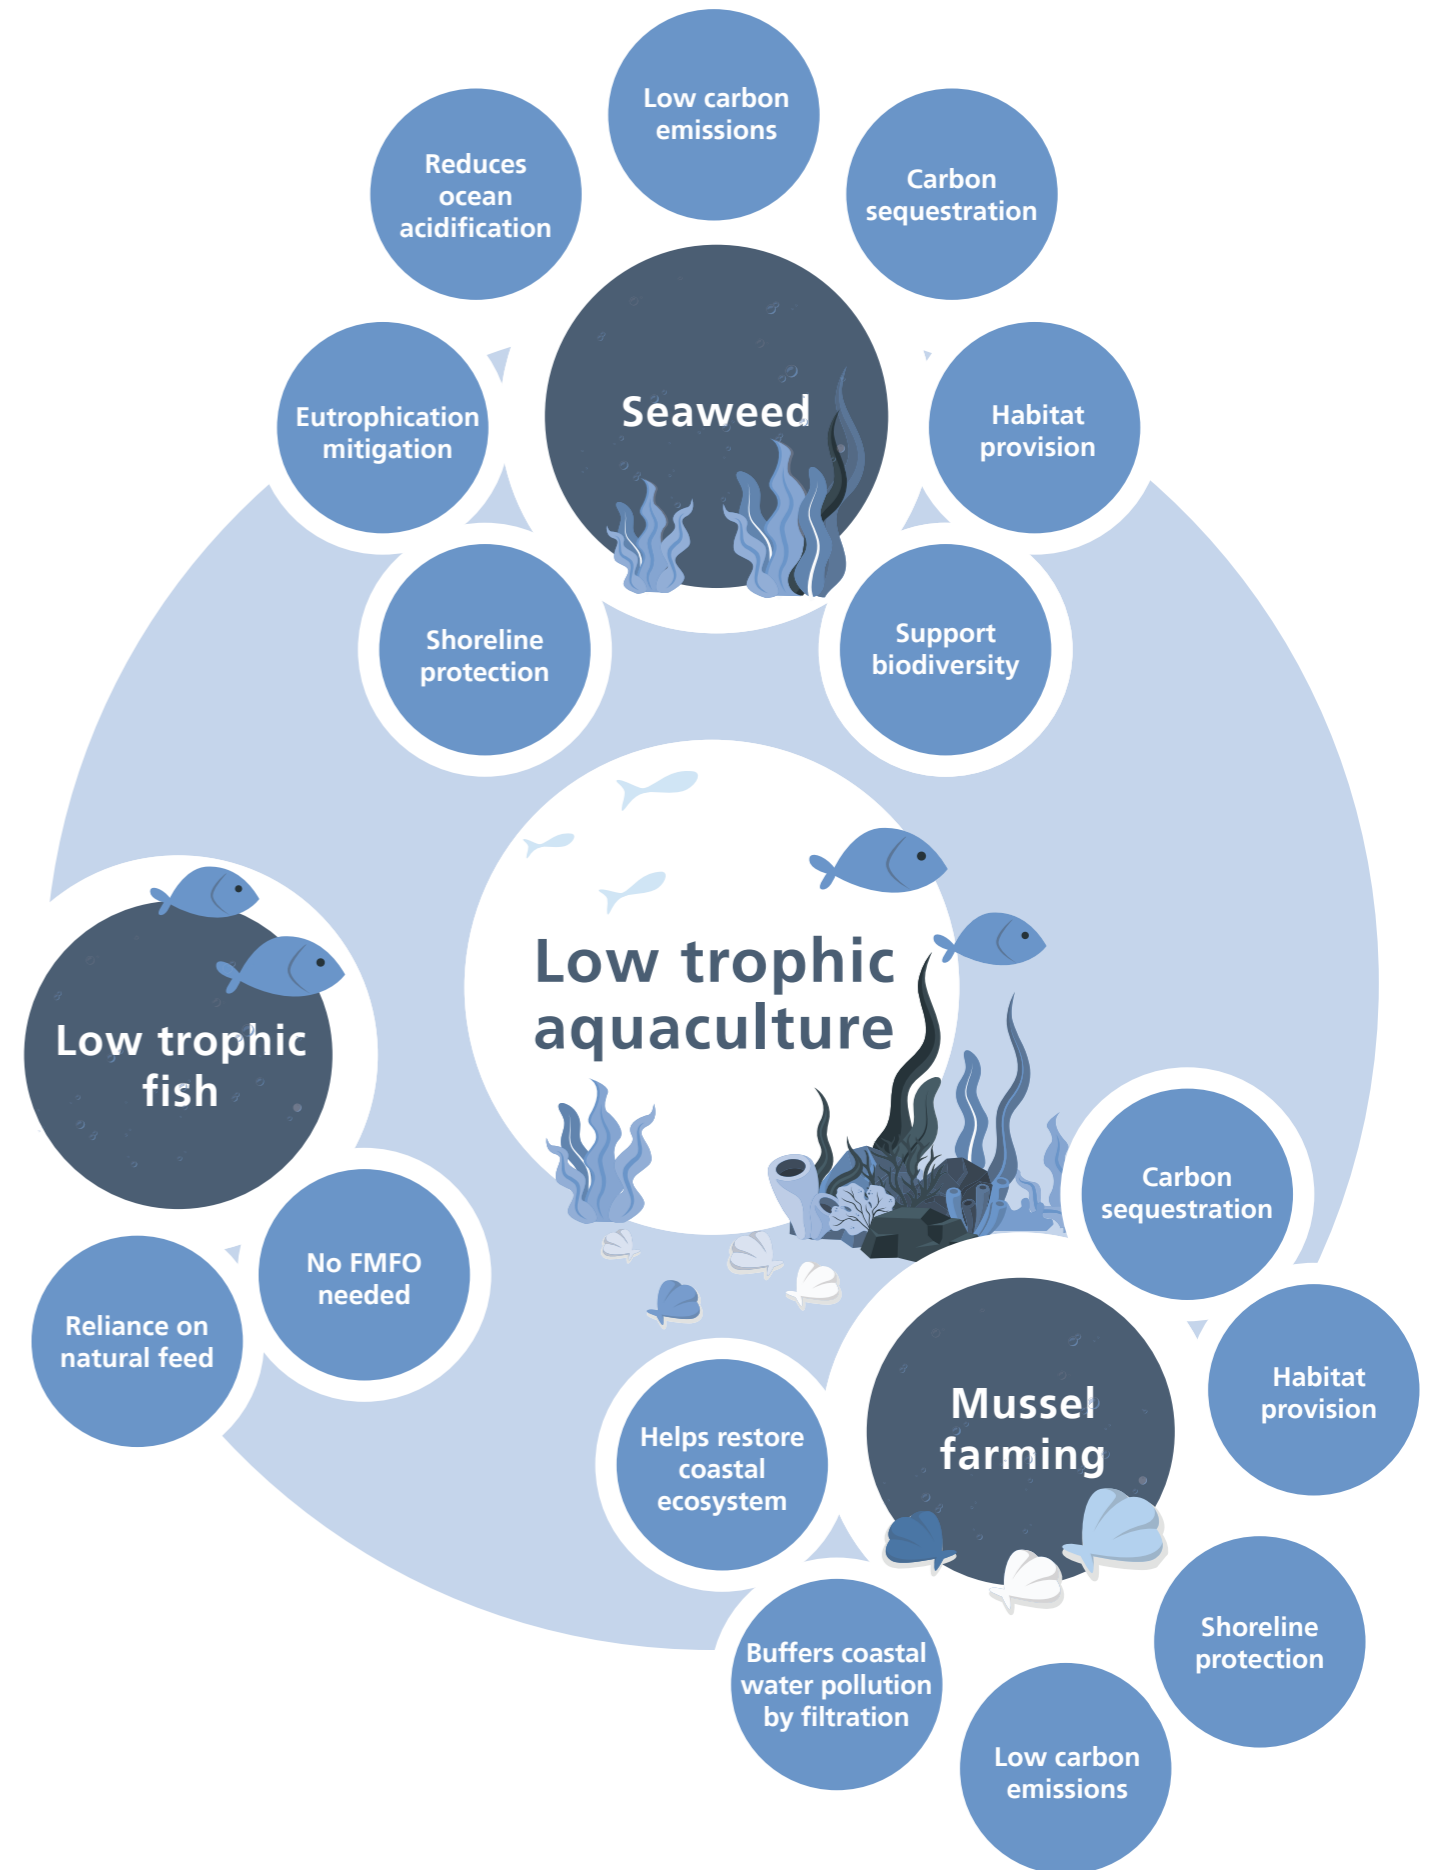 Low carbon
emissions
Reduces
ocean
acidification
Carbon
sequestration
Seaweed
Eutrophication
mitigation
Habitat
provision
Shoreline
protection
Support
biodiversity
Low trophic
aquaculture
Low trophic
fish
No FMFO
needed
Reliance on
natural feed
Carbon
sequestration
Habitat
provision
Mussel
farming
Helps restore
coastal
ecosystem
Shoreline
protection
Buffers coastal
water pollution
by filtration
Low carbon
emissions